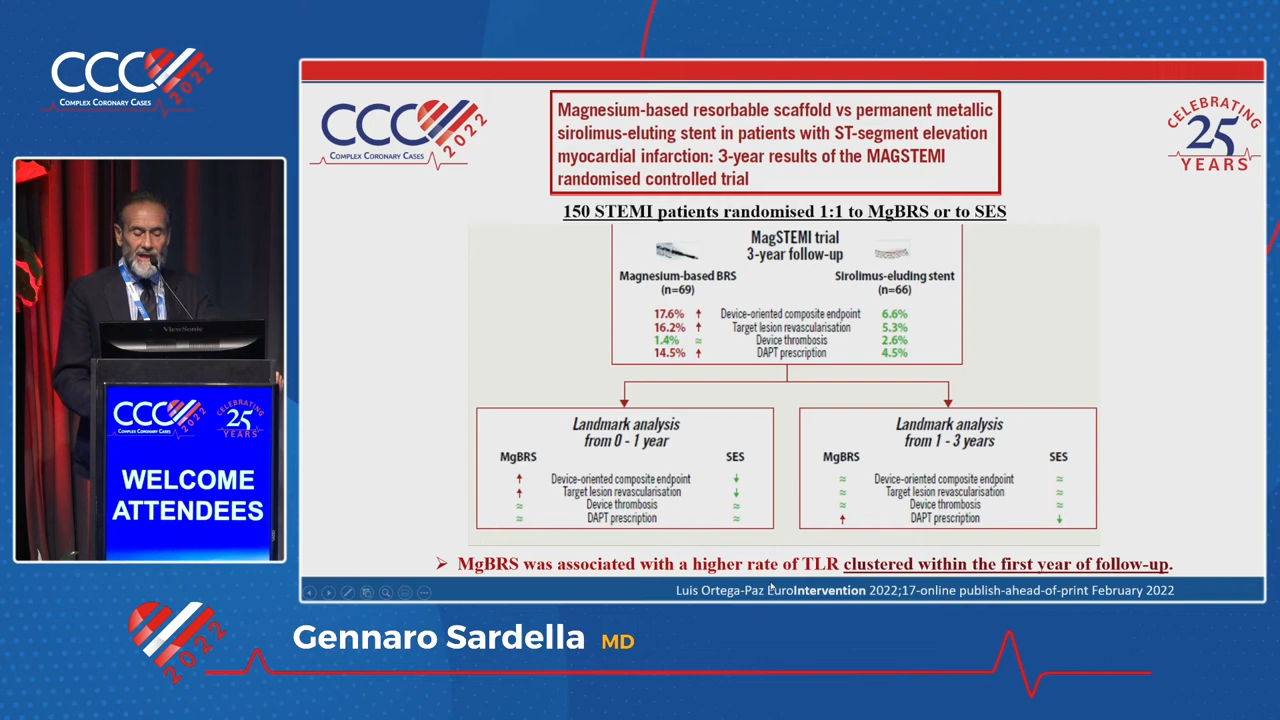 CCC 2022
COMPLEX CORONARY CASES
CCC 2022
COMPLEX CORONARY CASES
Magnesium-based resorbable scaffold vs permanent metallic
sirolimus-eluting stent in patients with ST-segment elevation
myocardial infarction: 3-year results of the MAGSTEMI
randomised controlled trial
CELEBRATING
25
YEARS
150 STEMI patients randomised 1:1 to MgBRS or to SES
MagSTEMI trial
3-year follow-up
Magnesium-based BRS
(n=69)
Sirolimus-eluding stent
(n=66)
17.6% ↑ Device-oriented composite endpoint 6.6%
16.2% ↑ Target lesion revascularisation 5.3%
1.4% ≈ Device thrombosis 2.6%
14.5% ↑ DAPT prescription 4.5%
Landmark analysis
from 0 - 1 year
MgBRS SES
↑ Device-oriented composite endpoint ↓
↑ Target lesion revascularisation ↓
≈ Device thrombosis ≈
≈ DAPT prescription ≈
Landmark analysis
from 1 - 3 years
MgBRS SES
≈ Device-oriented composite endpoint ≈
≈ Target lesion revascularisation ≈
≈ Device thrombosis ≈
↑ DAPT prescription ↓
➢ MgBRS was associated with a higher rate of TLR clustered within the first year of follow-up.
Luis Ortega-Paz EuroIntervention 2022;17-online publish-ahead-of-print February 2022
ViewSonic
CCC 2022
CELEBRATING
25
YEARS
WELCOME
ATTENDEES
2022
Gennaro Sardella MD